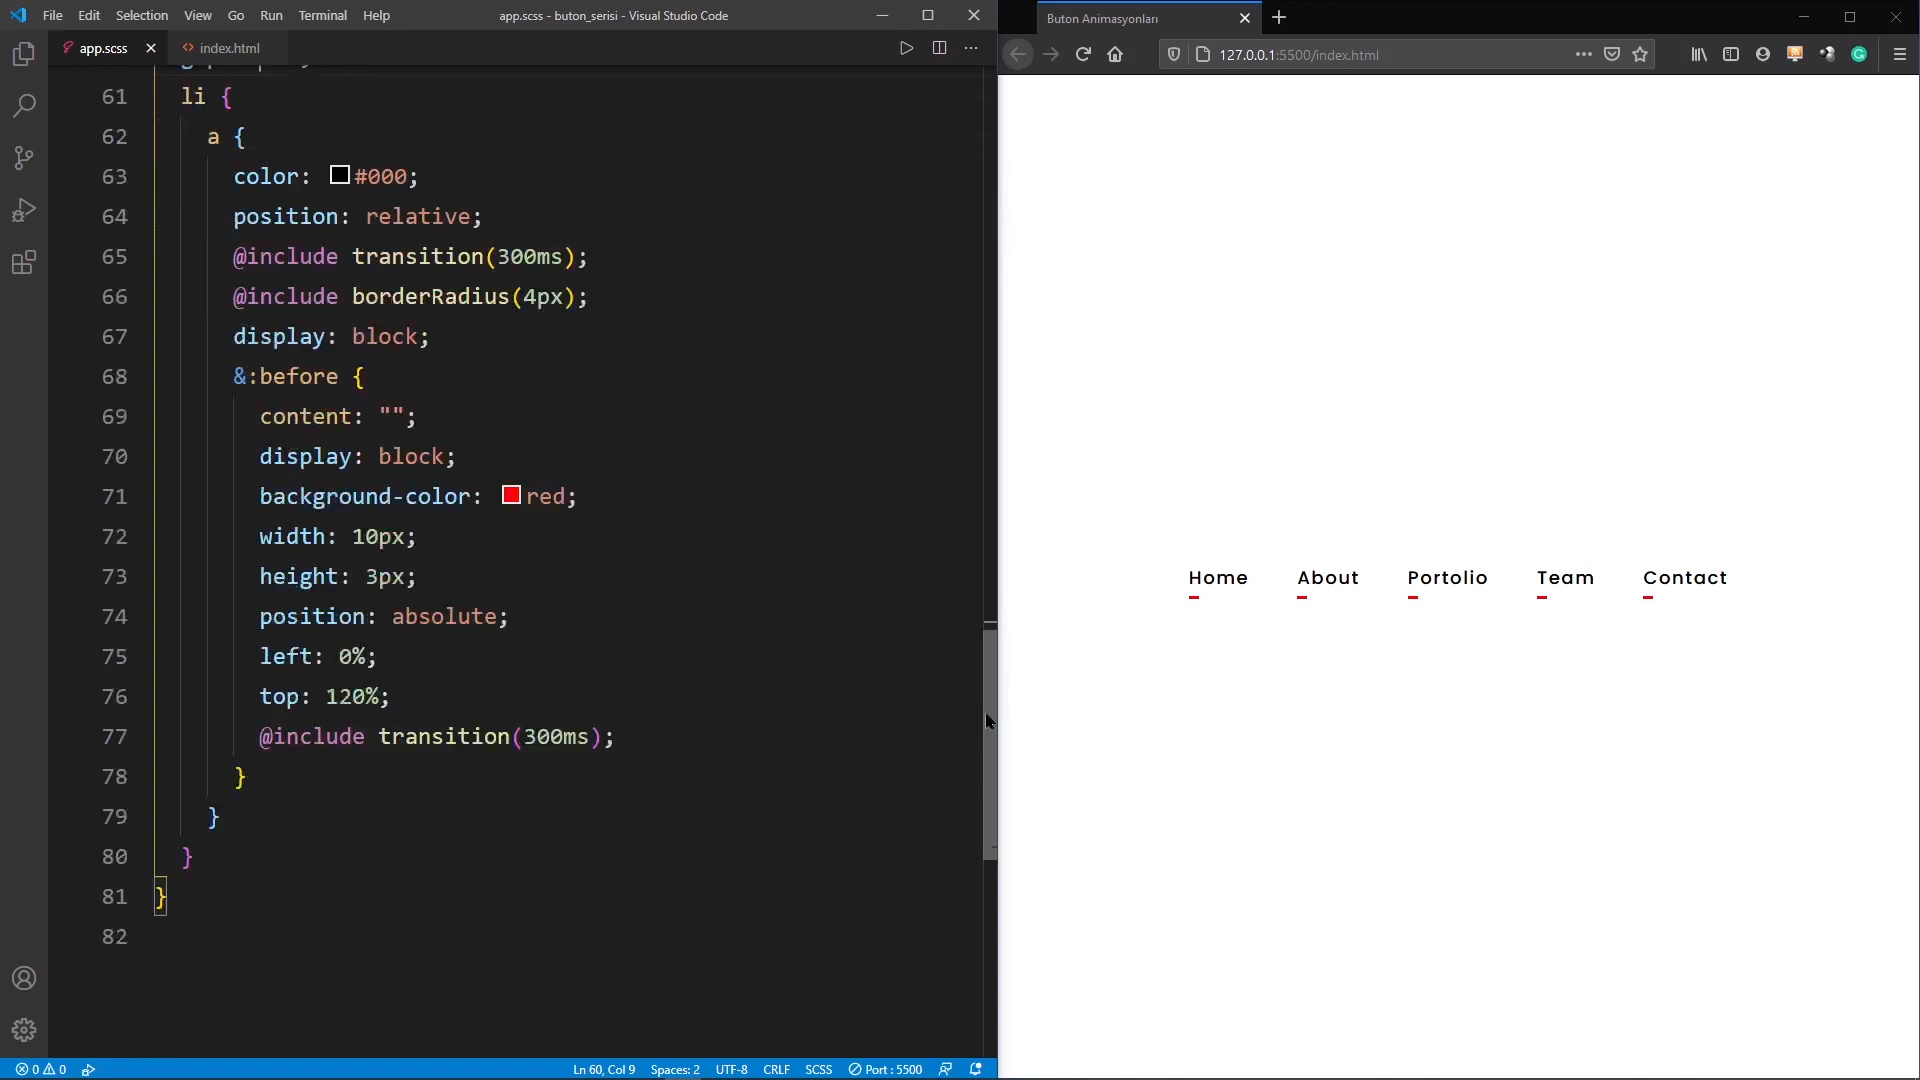 File Edit Selection View Go Run Terminal Help
app.scss - buton_serisi - Visual Studio Code
app.scss
index.html
61 li {
62 a {
63 color: #000;
64 position: relative;
65 @include transition(300ms);
66 @include borderRadius(4px);
67 display: block;
68 &:before {
69 content: "";
70 display: block;
71 background-color: red;
72 width: 10px;
73 height: 3px;
74 position: absolute;
75 left: 0%;
76 top: 120%;
77 @include transition(300ms);
78 }
79 }
80 }
81 }
82
0 0
Ln 60, Col 9 Spaces: 2 UTF-8 CRLF SCSS Port : 5500
Buton Animasyonları
127.0.0.1:5500/index.html
Home About Portolio Team Contact